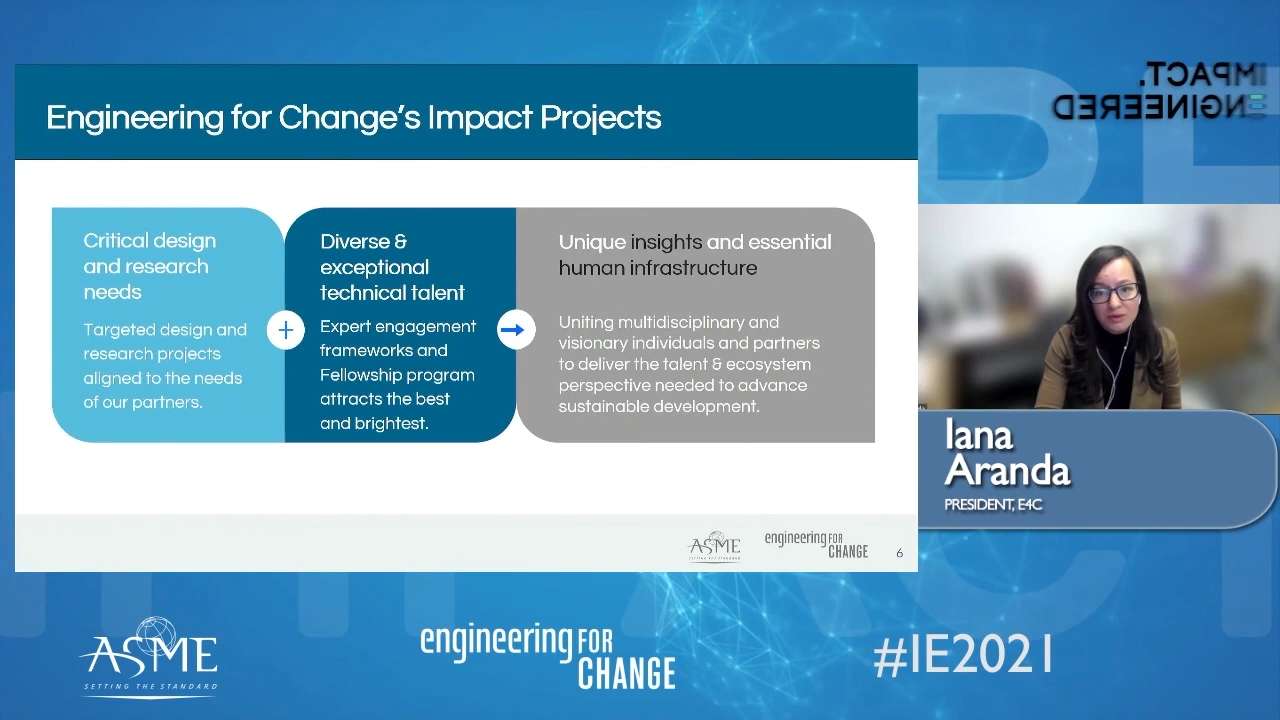 Engineering for Change's Impact Projects
Critical design
and research
needs
Targeted design and
research projects
aligned to the needs
of our partners.
+
Diverse &
exceptional
technical talent
Expert engagement
frameworks and
Fellowship program
attracts the best
and brightest.
Unique insights and essential
human infrastructure
Uniting multidisciplinary and
visionary individuals and partners
to deliver the talent & ecosystem
perspective needed to advance
sustainable development.
ASME
SETTING THE STANDARD
engineering FOR
CHANGE
6
IMPACT.
ENGINEERED
Iana
Aranda
PRESIDENT, E4C
ASME
SETTING THE STANDARD
engineering FOR
CHANGE
#IE2021